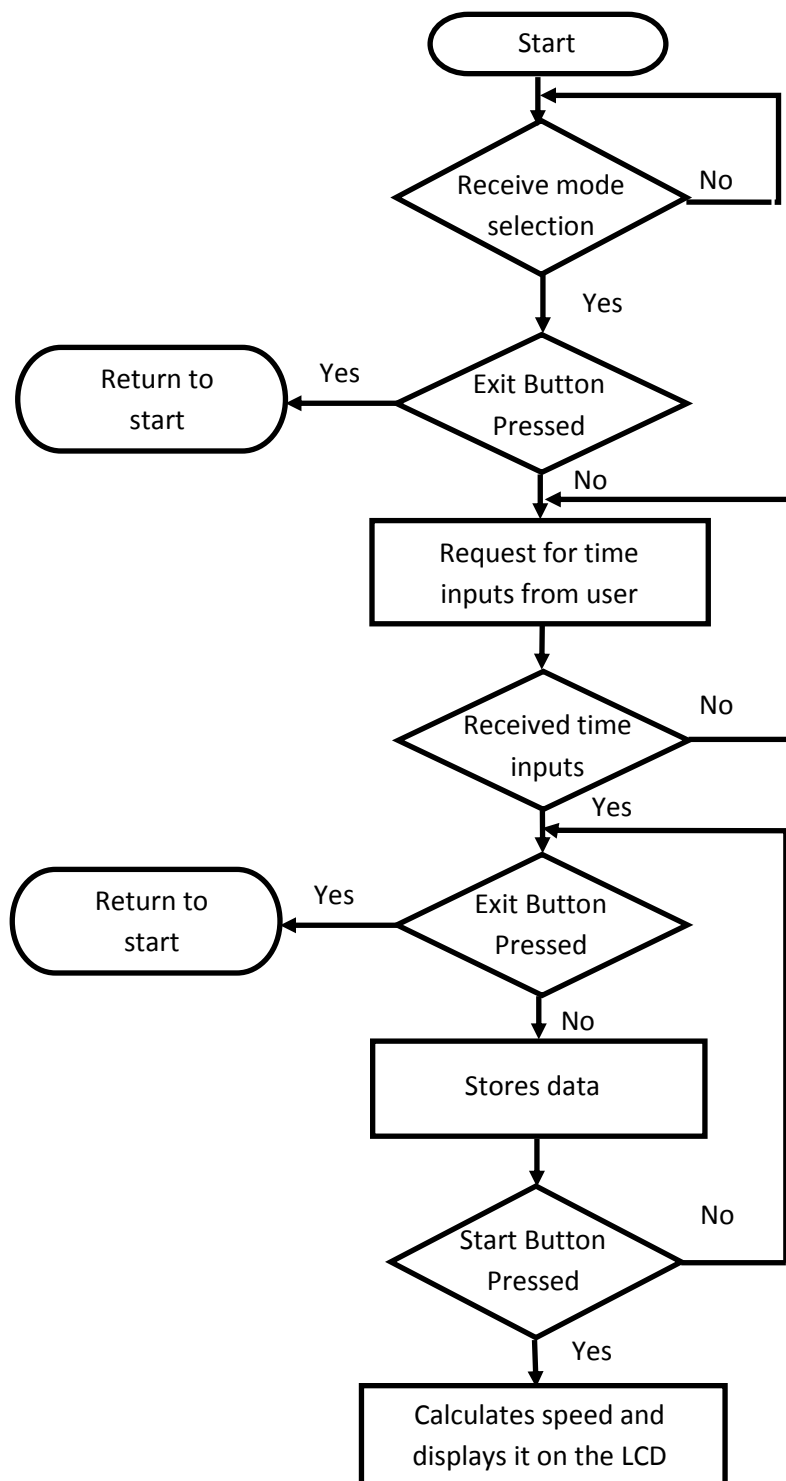 Start
Receive mode
selection
No
Yes
Return to
start
Yes
Exit Button
Pressed
No
Request for time
inputs from user
Received time
inputs
No
Yes
Return to
start
Yes
Exit Button
Pressed
No
Stores data
Start Button
Pressed
No
Yes
Calculates speed and
displays it on the LCD